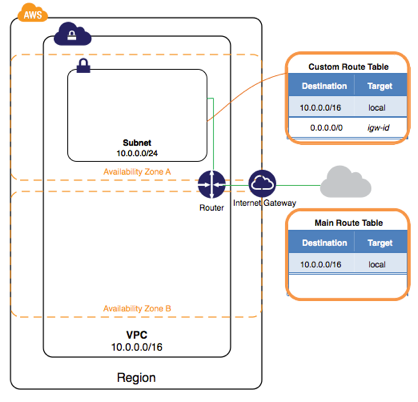 AWS
Custom Route Table
Destination Target
10.0.0.0/16 local
0.0.0.0/0 igw-id
Subnet
10.0.0.0/24
Availability Zone A
Router
Internet Gateway
Main Route Table
Destination Target
10.0.0.0/16 local
Availability Zone B
VPC
10.0.0.0/16
Region